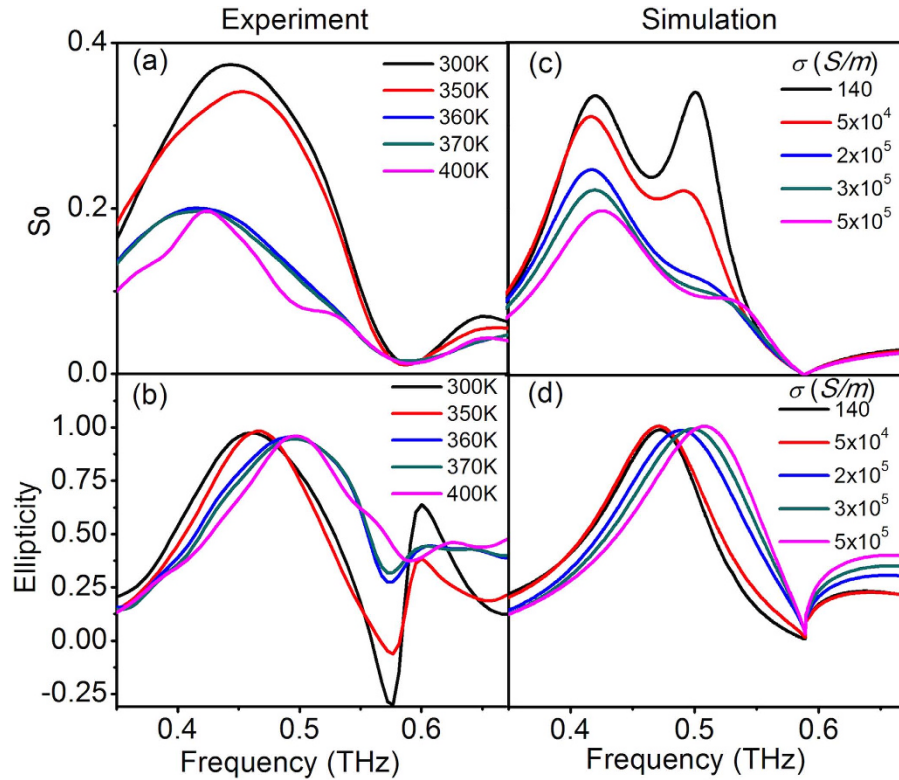 Experiment
Simulation
(a)
300K
350K
360K
370K
400K
(c)
σ (S/m)
140
5x10⁴
2x10⁵
3x10⁵
5x10⁵
0.4
0.2
0.0
S₀
(b)
300K
350K
360K
370K
400K
(d)
σ (S/m)
140
5x10⁴
2x10⁵
3x10⁵
5x10⁵
1.00
0.75
0.50
0.25
0.00
-0.25
Ellipticity
0.4 0.5 0.6
0.4 0.5 0.6
Frequency (THz)
Frequency (THz)